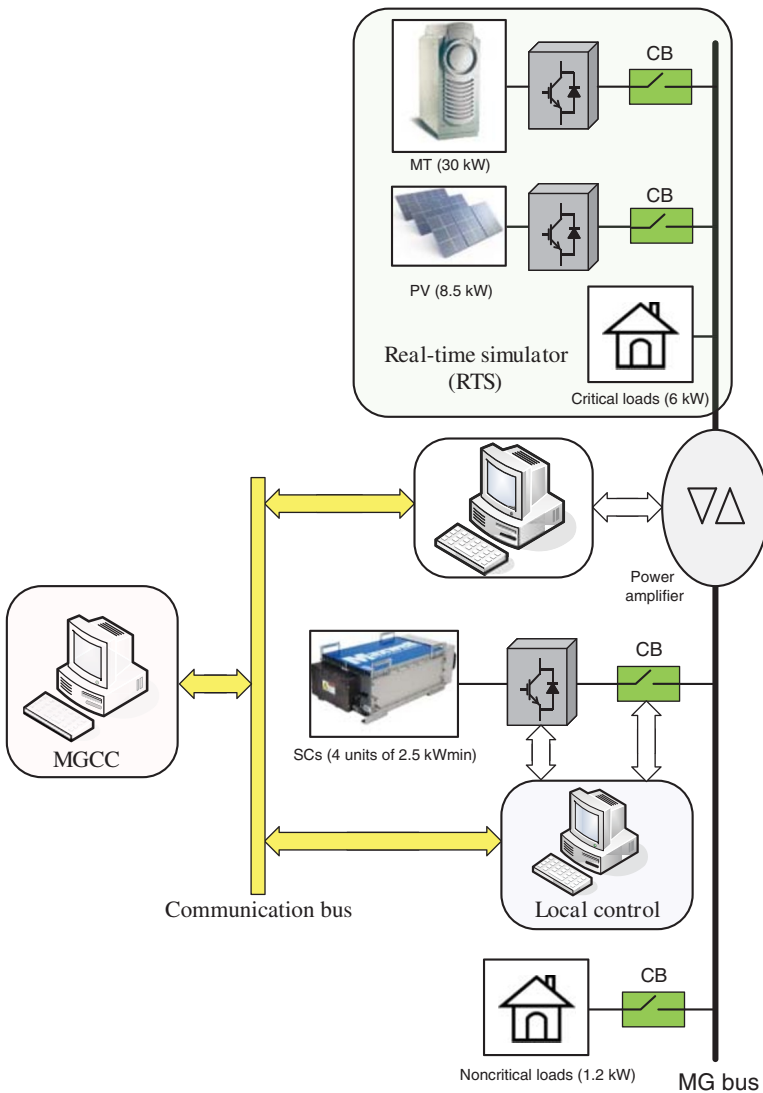 CB
MT (30 kW)
CB
PV (8.5 kW)
Real-time simulator
(RTS)
Critical loads (6 kW)
Power
amplifier
MGCC
CB
SCs (4 units of 2.5 kWmin)
Communication bus
Local control
CB
Noncritical loads (1.2 kW)
MG bus